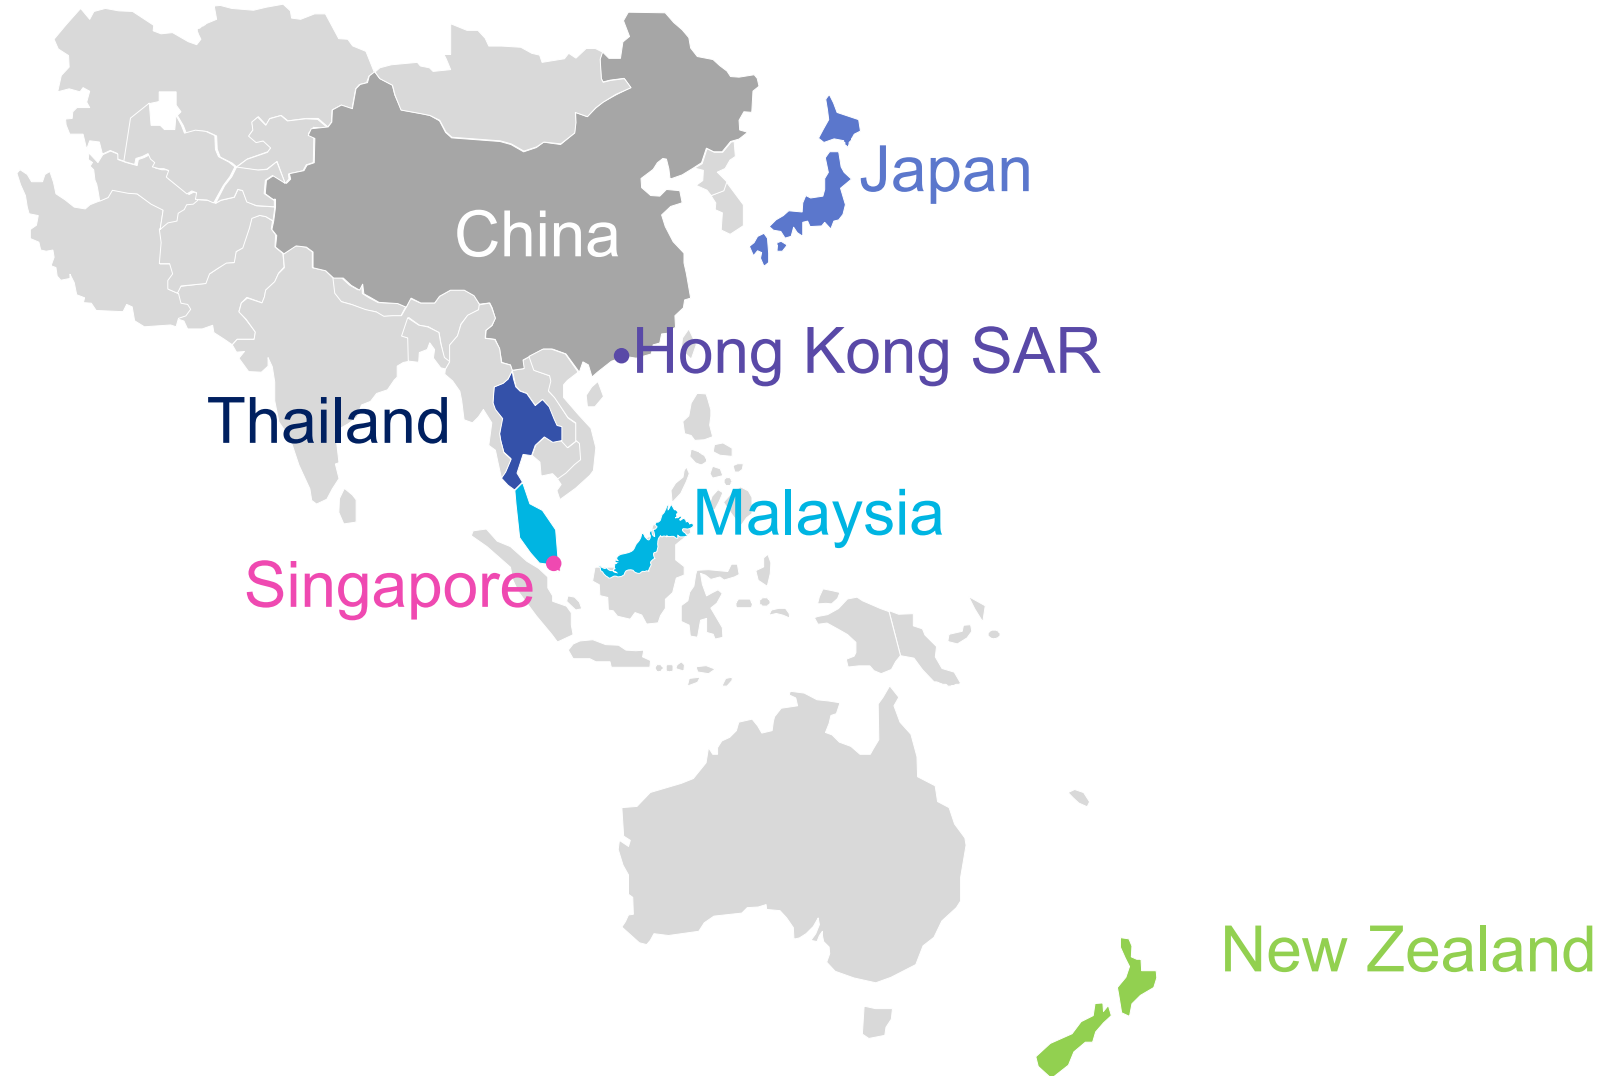 Japan
China
Hong Kong SAR
Thailand
Malaysia
Singapore
New Zealand